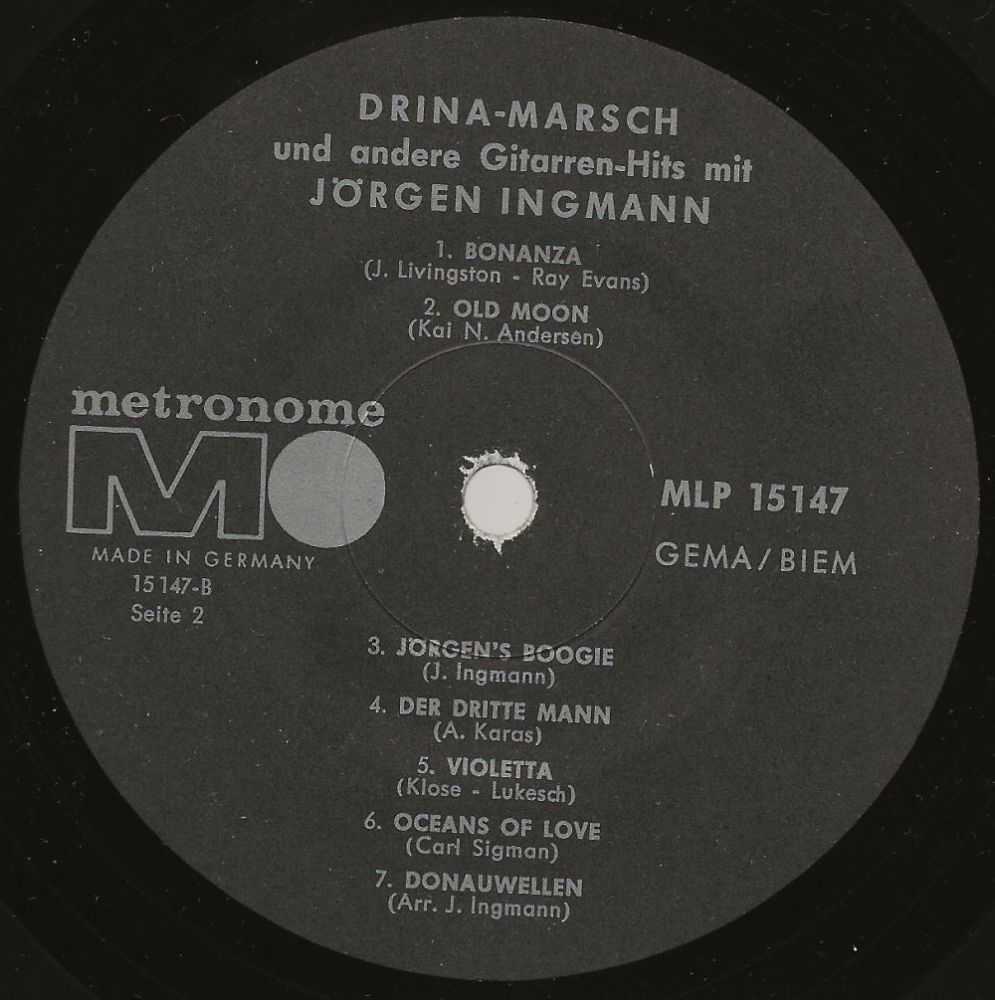 DRINA-MARSCH
und andere Gitarren-Hits mit
JÖRGEN INGMANN
1. BONANZA
(J. Livingston - Ray Evans)
2. OLD MOON
(Kai N. Andersen)
metronome
M
MADE IN GERMANY
15147-B
Seite 2
MLP 15147
GEMA/BIEM
3. JÖRGEN'S BOOGIE
(J. Ingmann)
4. DER DRITTE MANN
(A. Karas)
5. VIOLETTA
(Klose - Lukesch)
6. OCEANS OF LOVE
(Carl Sigman)
7. DONAUWELLEN
(Arr. J. Ingmann)